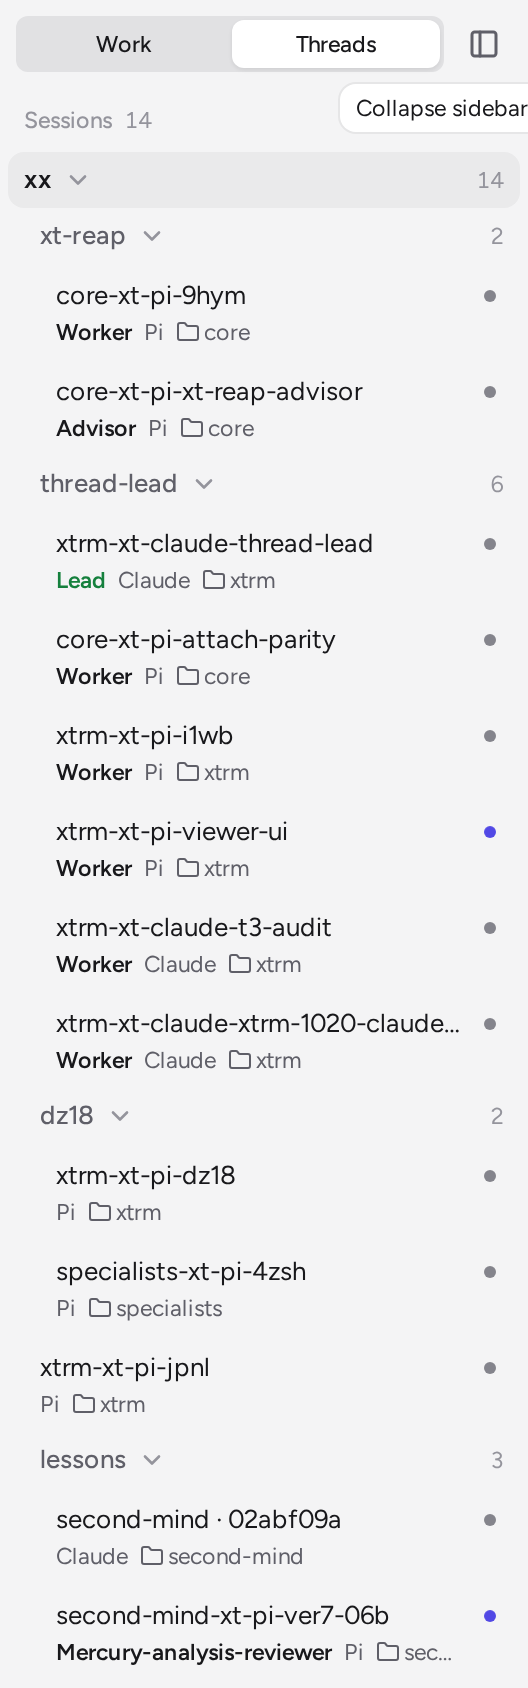 Work Threads
Collapse sidebar
Sessions 14
xx 14
xt-reap 2
core-xt-pi-9hym
Worker Pi core
core-xt-pi-xt-reap-advisor
Advisor Pi core
thread-lead 6
xtrm-xt-claude-thread-lead
Lead Claude xtrm
core-xt-pi-attach-parity
Worker Pi core
xtrm-xt-pi-i1wb
Worker Pi xtrm
xtrm-xt-pi-viewer-ui
Worker Pi xtrm
xtrm-xt-claude-t3-audit
Worker Claude xtrm
xtrm-xt-claude-xtrm-1020-claude...
Worker Claude xtrm
dz18 2
xtrm-xt-pi-dz18
Pi xtrm
specialists-xt-pi-4zsh
Pi specialists
xtrm-xt-pi-jpnl
Pi xtrm
lessons 3
second-mind · 02abf09a
Claude second-mind
second-mind-xt-pi-ver7-06b
Mercury-analysis-reviewer Pi sec...